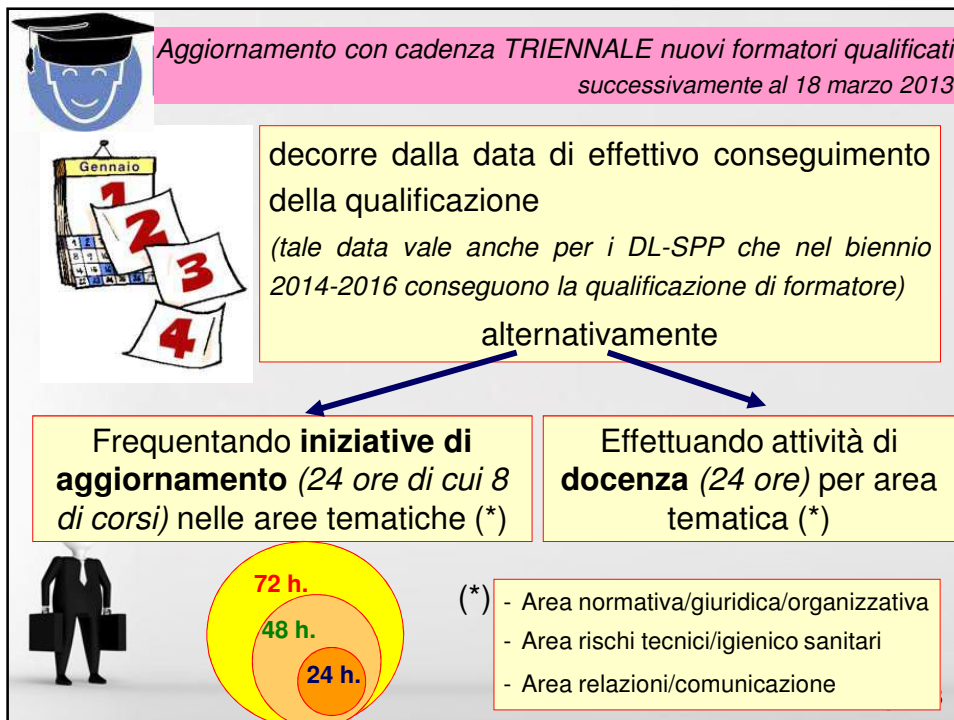 Aggiornamento con cadenza TRIENNALE nuovi formatori qualificati
successivamente al 18 marzo 2013
Gennaio
1
2
3
4
decorre dalla data di effettivo conseguimento
della qualificazione
(tale data vale anche per i DL-SPP che nel biennio
2014-2016 conseguono la qualificazione di formatore)
alternativamente
Frequentando iniziative di
aggiornamento (24 ore di cui 8
di corsi) nelle aree tematiche (*)
Effettuando attività di
docenza (24 ore) per area
tematica (*)
72 h.
48 h.
24 h.
(*)
- Area normativa/giuridica/organizzativa
- Area rischi tecnici/igienico sanitari
- Area relazioni/comunicazione